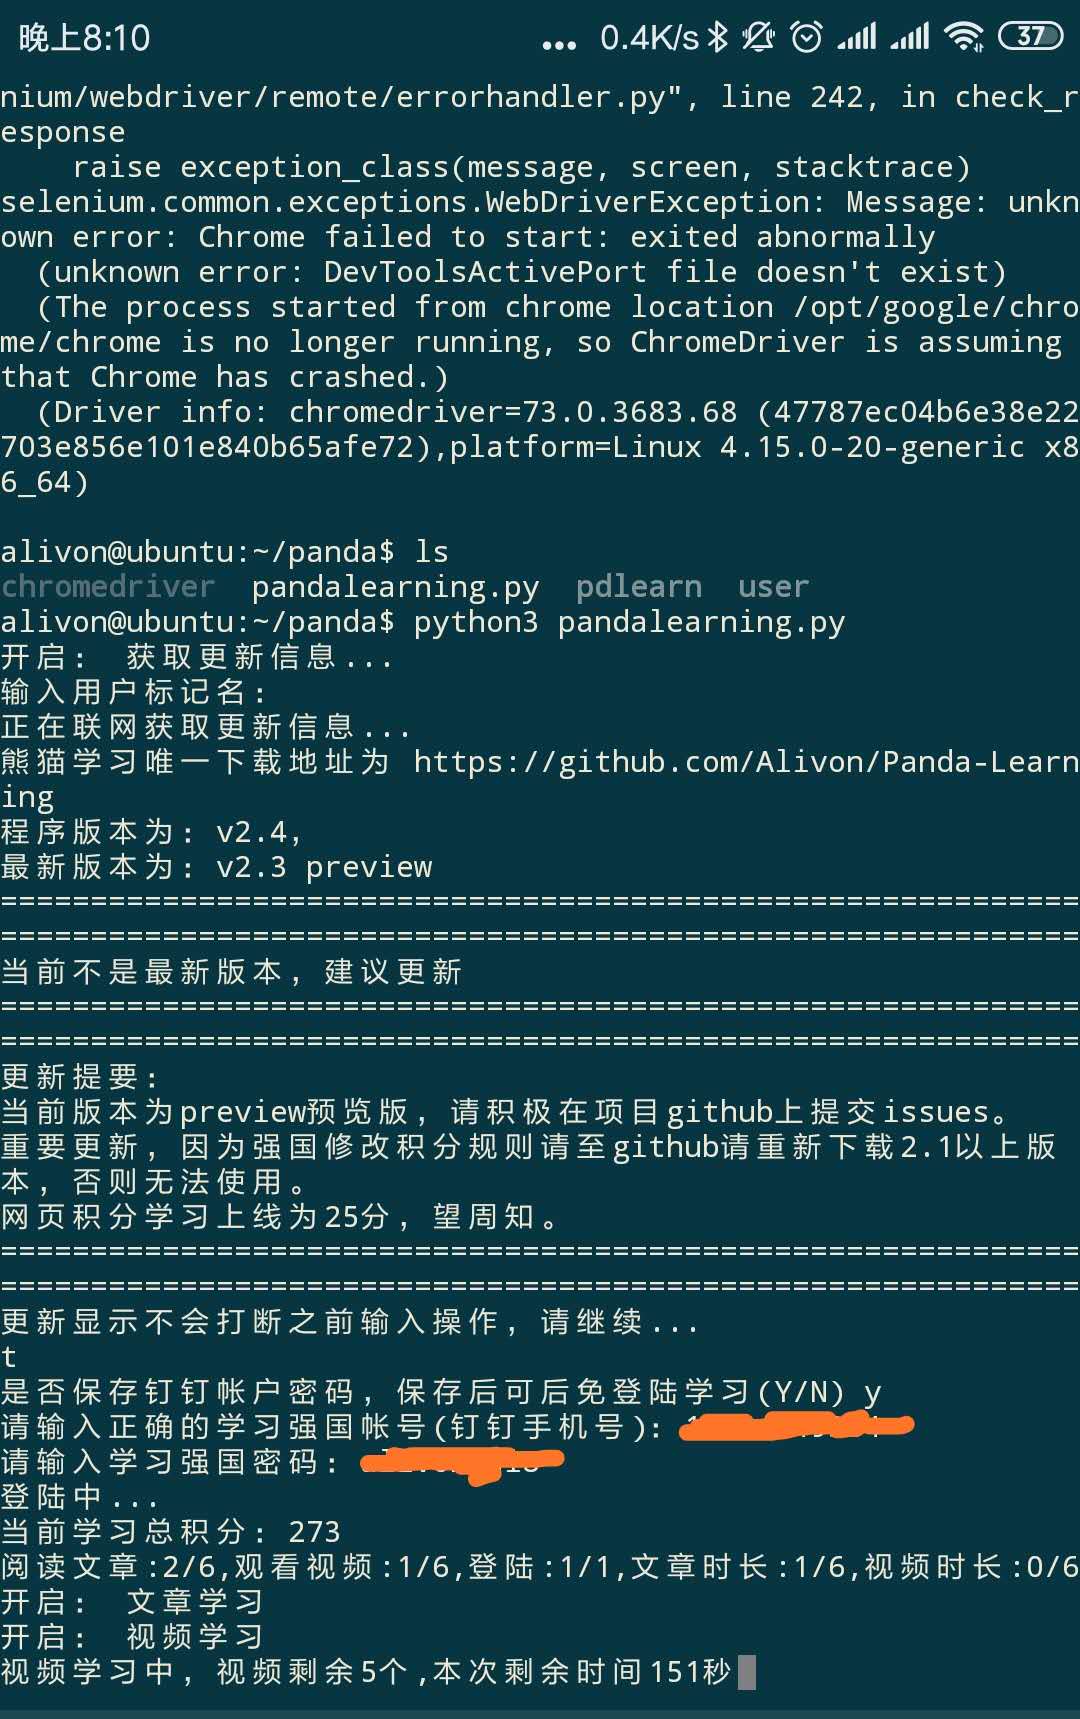 晚上8:10 ... 0.4K/s 37
nium/webdriver/remote/errorhandler.py", line 242, in check_r
esponse
    raise exception_class(message, screen, stacktrace)
selenium.common.exceptions.WebDriverException: Message: unkn
own error: Chrome failed to start: exited abnormally
  (unknown error: DevToolsActivePort file doesn't exist)
  (The process started from chrome location /opt/google/chro
me/chrome is no longer running, so ChromeDriver is assuming
that Chrome has crashed.)
  (Driver info: chromedriver=73.0.3683.68 (47787ec04b6e38e22
703e856e101e840b65afe72),platform=Linux 4.15.0-20-generic x8
6_64)
alivon@ubuntu:~/panda$ ls
chromedriver  pandalearning.py  pdlearn  user
alivon@ubuntu:~/panda$ python3 pandalearning.py
开启: 获取更新信息...
输入用户标记名:
正在联网获取更新信息...
熊猫学习唯一下载地址为 https://github.com/Alivon/Panda-Learn
ing
程序版本为: v2.4,
最新版本为: v2.3 preview
============================================================
============================================================
当前不是最新版本, 建议更新
============================================================
============================================================
更新提要:
当前版本为preview预览版, 请积极在项目github上提交issues。
重要更新, 因为强国修改积分规则请至github请重新下载2.1以上版
本, 否则无法使用。
网页积分学习上线为25分, 望周知。
============================================================
============================================================
更新显示不会打断之前输入操作, 请继续...
t
是否保存钉钉帐户密码, 保存后可后免登陆学习(Y/N) y
请输入正确的学习强国帐号(钉钉手机号):
请输入学习强国密码:
登陆中...
当前学习总积分: 273
阅读文章:2/6,观看视频:1/6,登陆:1/1,文章时长:1/6,视频时长:0/6
开启: 文章学习
开启: 视频学习
视频学习中, 视频剩余5个,本次剩余时间151秒